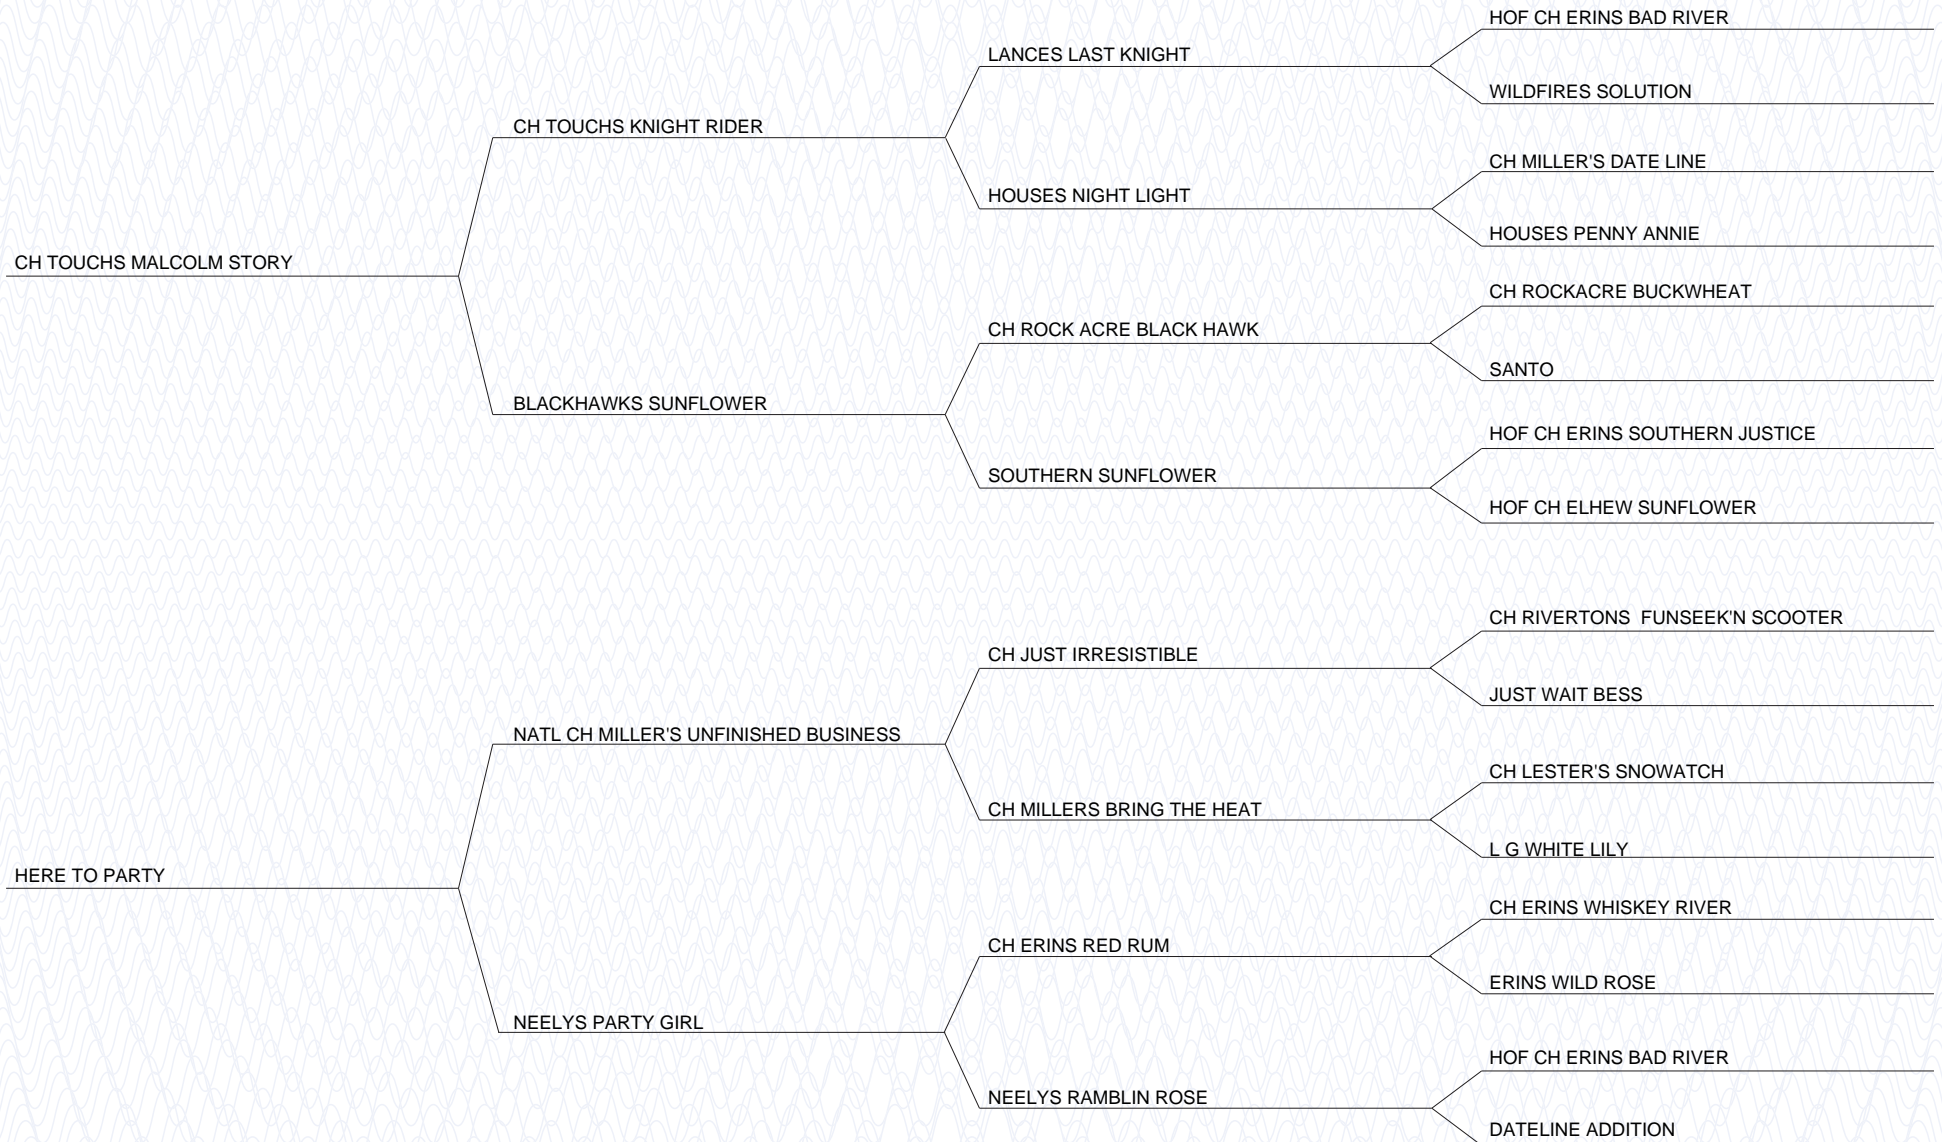 HOF CH ERINS BAD RIVER
LANCES LAST KNIGHT
WILDFIRES SOLUTION
CH TOUCHS KNIGHT RIDER
CH MILLER'S DATE LINE
HOUSES NIGHT LIGHT
HOUSES PENNY ANNIE
CH TOUCHS MALCOLM STORY
CH ROCKACRE BUCKWHEAT
CH ROCK ACRE BLACK HAWK
SANTO
BLACKHAWKS SUNFLOWER
HOF CH ERINS SOUTHERN JUSTICE
SOUTHERN SUNFLOWER
HOF CH ELHEW SUNFLOWER
CH RIVERTONS  FUNSEEK'N SCOOTER
CH JUST IRRESISTIBLE
JUST WAIT BESS
NATL CH MILLER'S UNFINISHED BUSINESS
CH LESTER'S SNOWATCH
CH MILLERS BRING THE HEAT
L G WHITE LILY
HERE TO PARTY
CH ERINS WHISKEY RIVER
CH ERINS RED RUM
ERINS WILD ROSE
NEELYS PARTY GIRL
HOF CH ERINS BAD RIVER
NEELYS RAMBLIN ROSE
DATELINE ADDITION